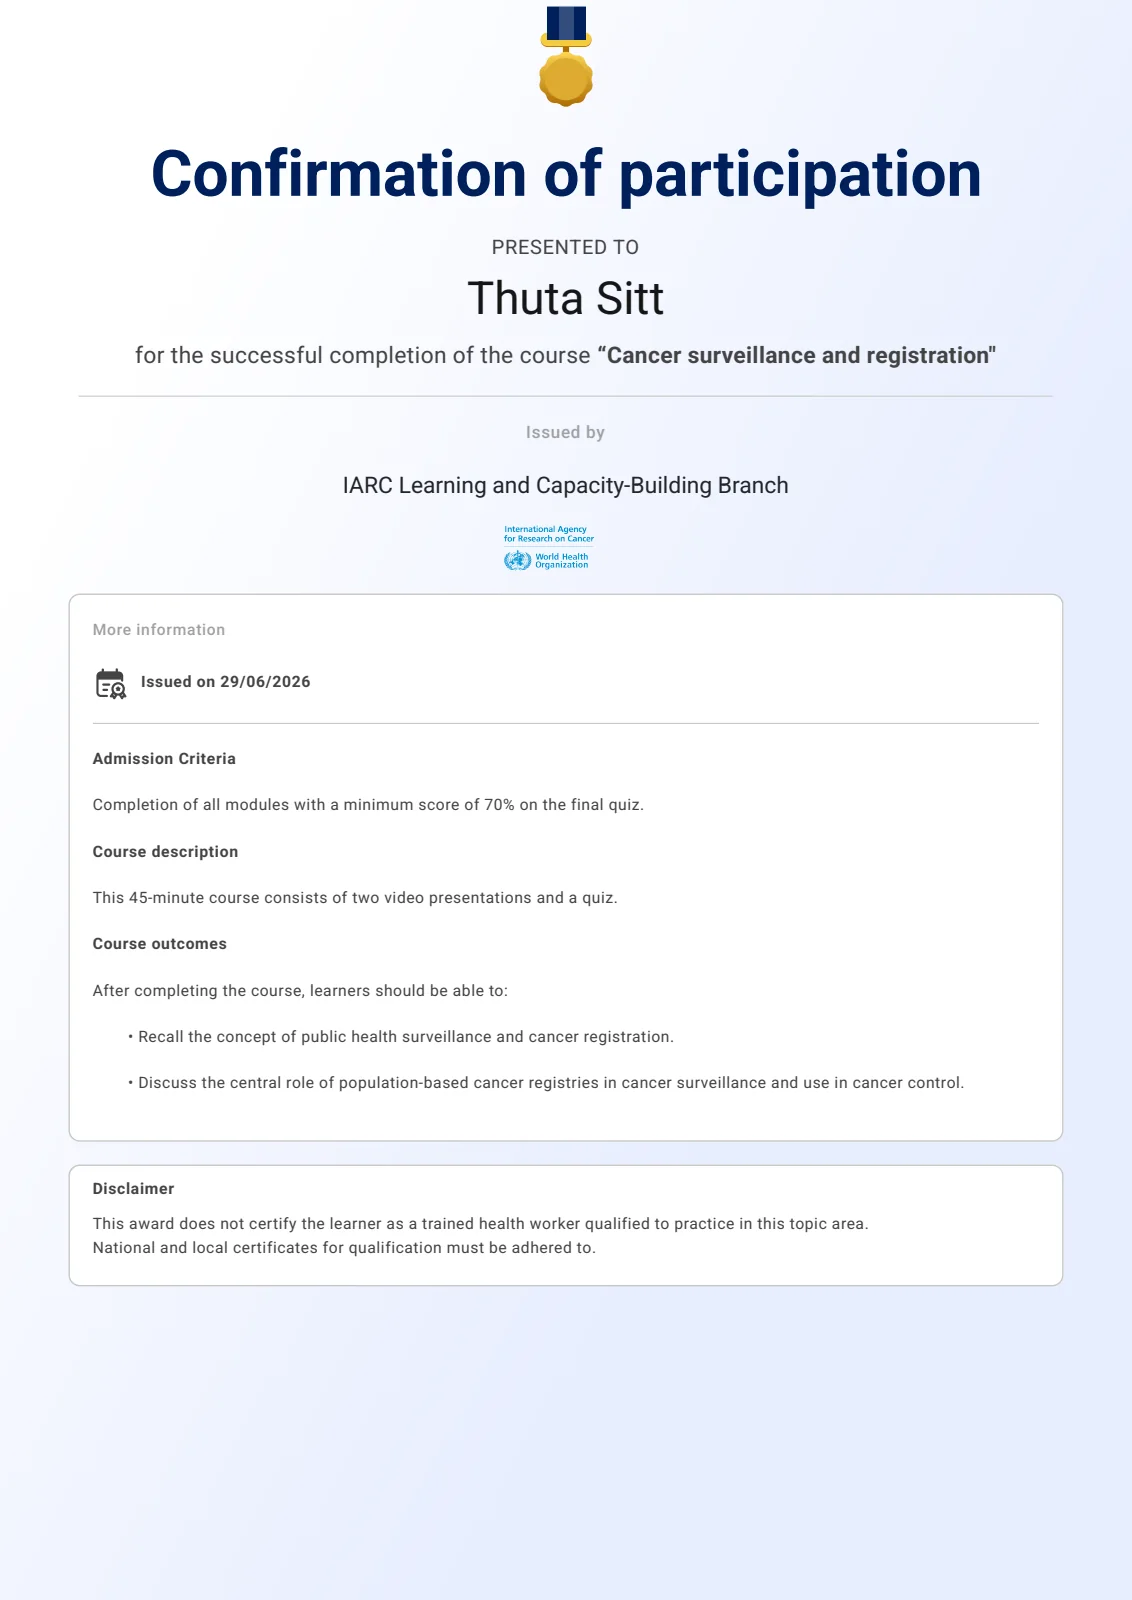 Confirmation of participation
PRESENTED TO
Thuta Sitt
for the successful completion of the course “Cancer surveillance and registration"
Issued by
IARC Learning and Capacity-Building Branch
International Agency
for Research on Cancer
World Health
Organization
More information
Issued on 29/06/2026
Admission Criteria
Completion of all modules with a minimum score of 70% on the final quiz.
Course description
This 45-minute course consists of two video presentations and a quiz.
Course outcomes
After completing the course, learners should be able to:
• Recall the concept of public health surveillance and cancer registration.
• Discuss the central role of population-based cancer registries in cancer surveillance and use in cancer control.
Disclaimer
This award does not certify the learner as a trained health worker qualified to practice in this topic area.
National and local certificates for qualification must be adhered to.